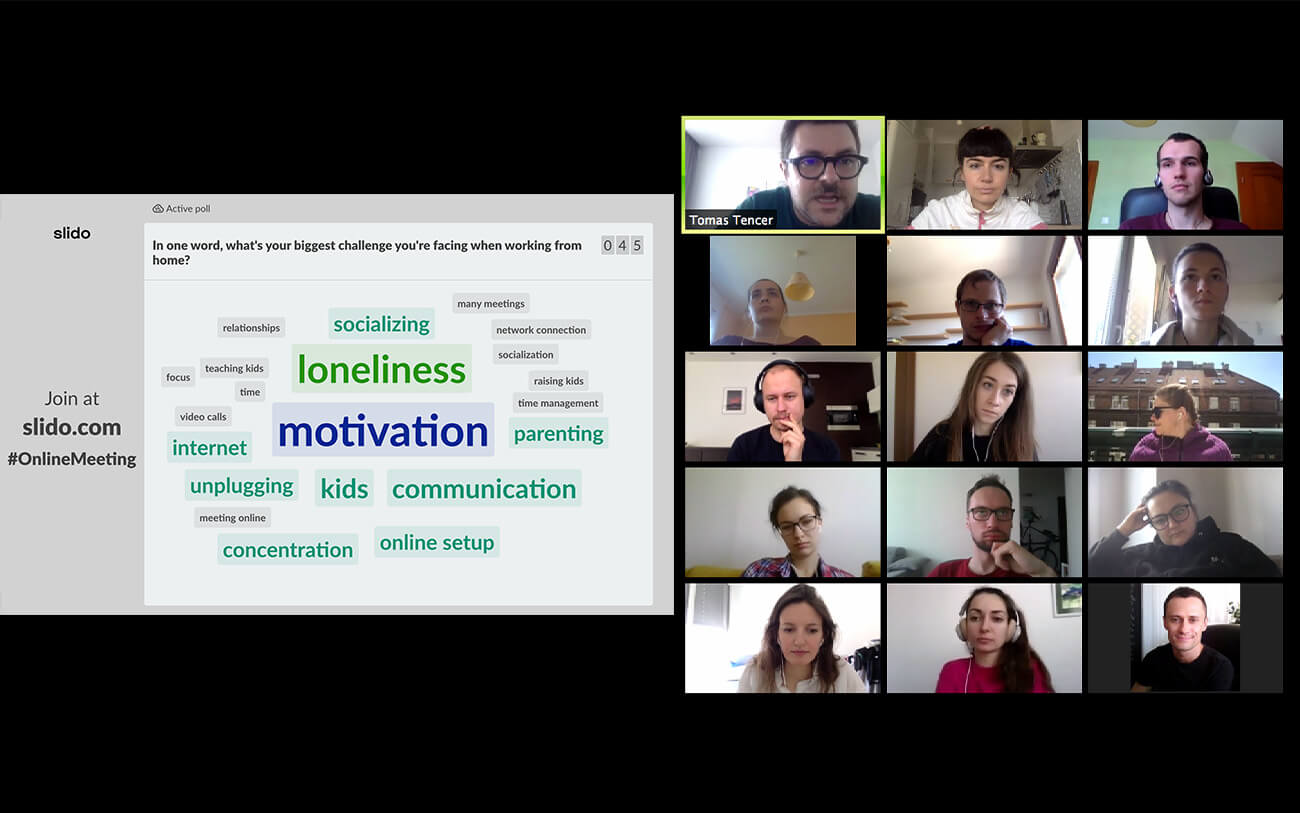 Active poll
slido
In one word, what's your biggest challenge you're facing when working from
home?
0 4 5
many meetings
relationships
socializing
network connection
socialization
loneliness
teaching kids
focus
raising kids
time
time management
video calls
motivation
parenting
internet
unplugging
kids
communication
meeting online
concentration
online setup
Join at
slido.com
#OnlineMeeting
Tomas Tencer